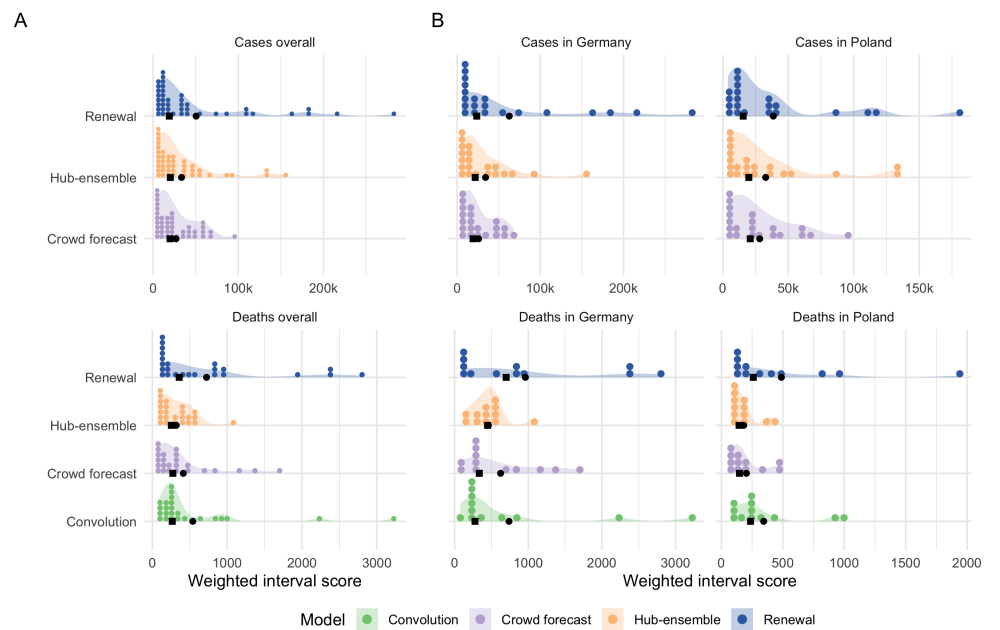 A
B
Cases overall
Cases in Germany
Cases in Poland
Renewal
Hub-ensemble
Crowd forecast
0 100k 200k
0 100k 200k
0 50k 100k 150k
Deaths overall
Deaths in Germany
Deaths in Poland
Renewal
Hub-ensemble
Crowd forecast
Convolution
0 1000 2000 3000
0 1000 2000 3000
0 500 1000 1500 2000
Weighted interval score
Weighted interval score
Model Convolution Crowd forecast Hub-ensemble Renewal